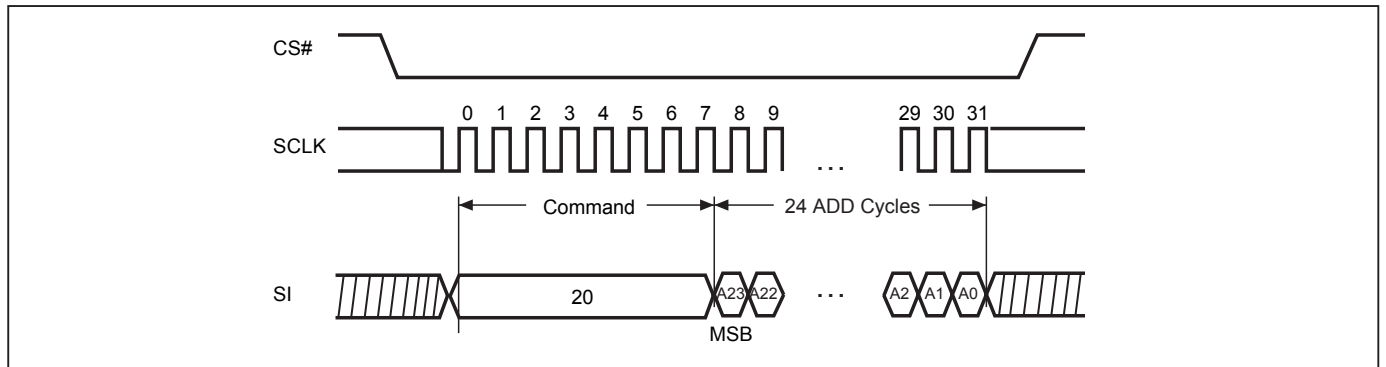 CS#
0 1 2 3 4 5 6 7 8 9 29 30 31
SCLK
...
Command 24 ADD Cycles
SI 20 A23 A22 ... A2 A1 A0
MSB